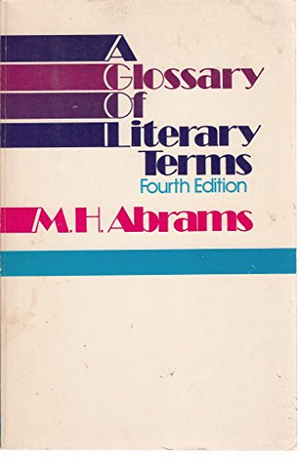 A
Glossary
Of
Literary
Terms
Fourth Edition
M.H. Abrams